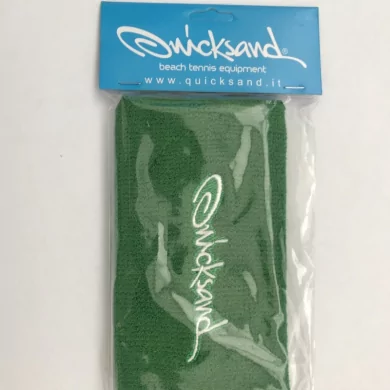 Quicksand®
beach tennis equipment
www.quicksand.it
Quicksand